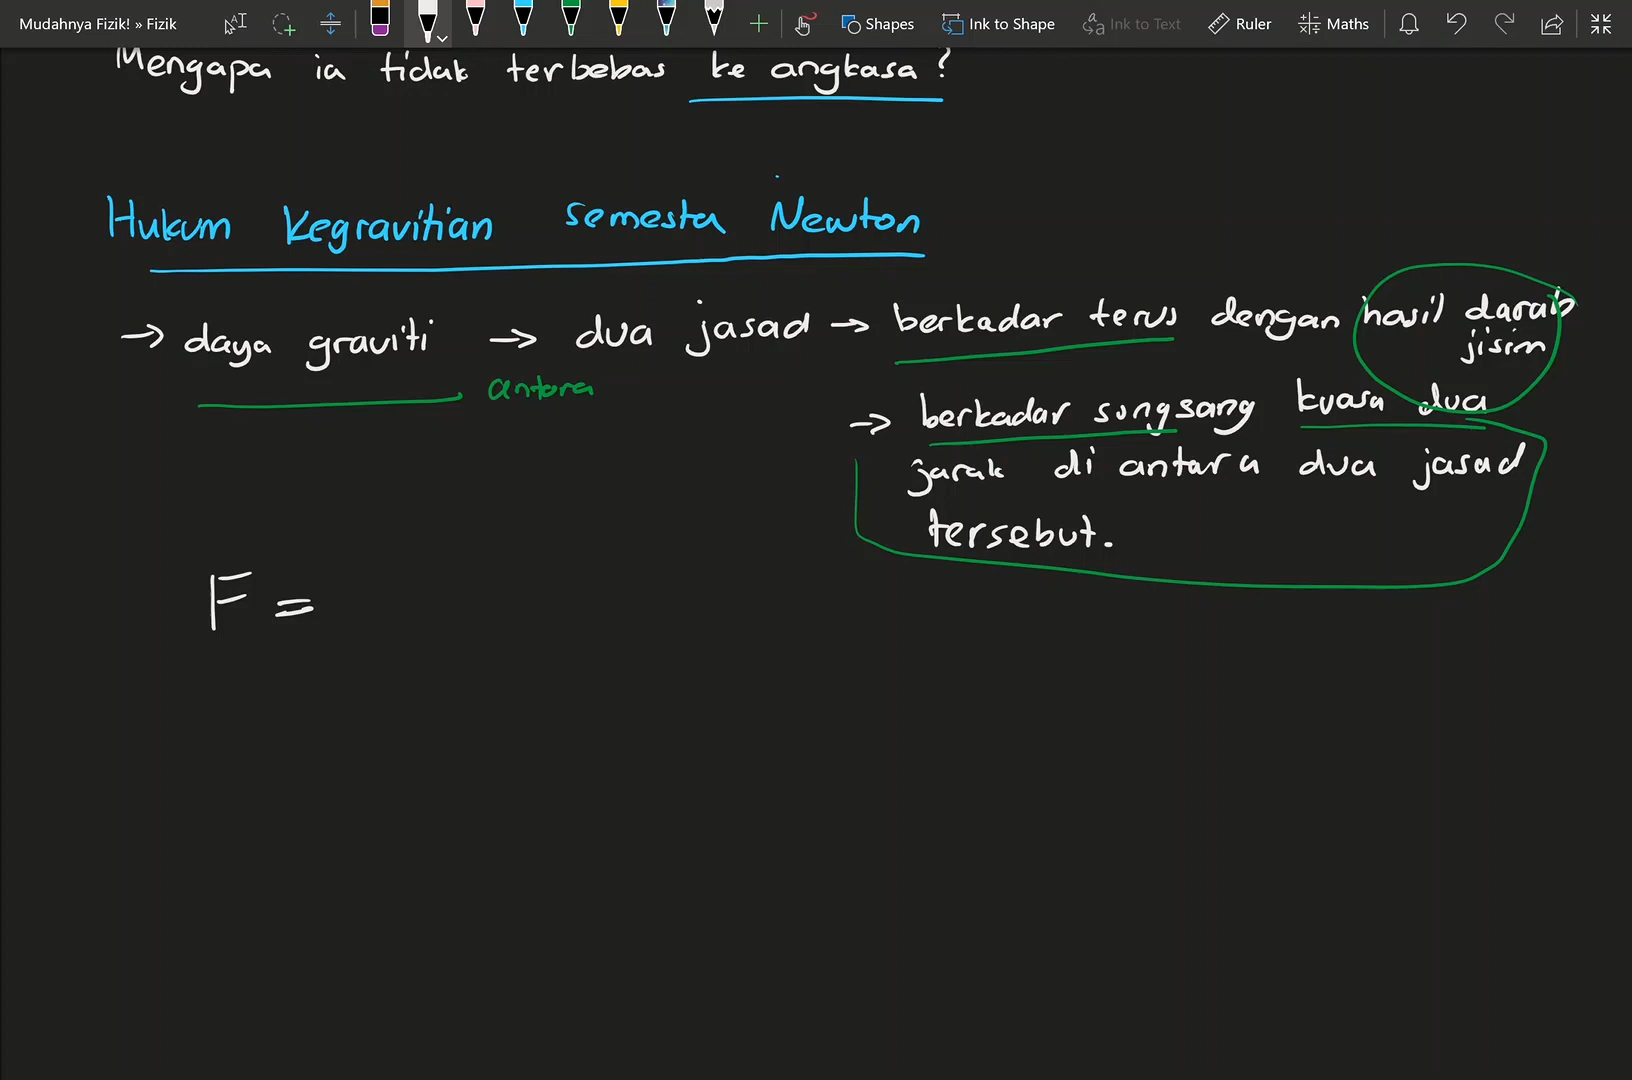 Mudahnya Fizik! » Fizik Shapes Ink to Shape Ink to Text Ruler Maths
Mengapa ia tidak terbebas ke angkasa?
Hukum Kegravitian semesta Newton
→ daya graviti → dua jasad → berkadar terus dengan hasil darab
jisim
antara
→ berkadar songsang kuasa dua
jarak di antara dua jasad
tersebut.
F =